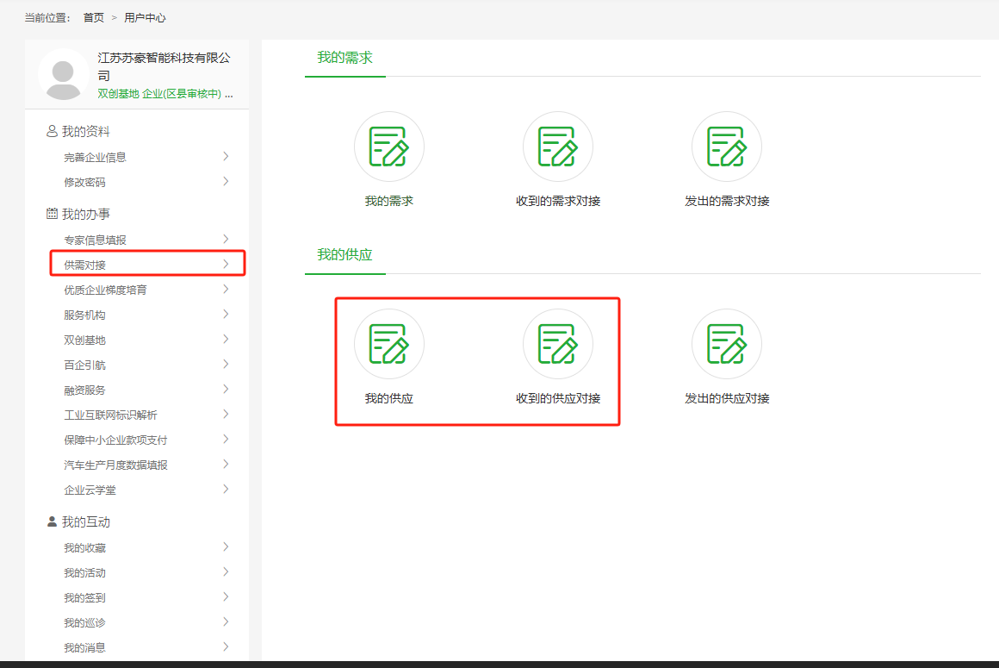 当前位置： 首页 > 用户中心
江苏苏豪智能科技有限公
司
双创基地 企业(区县审核中) ...
我的资料
完善企业信息
修改密码
我的办事
专家信息填报
供需对接
优质企业梯度培育
服务机构
双创基地
百企引航
融资服务
工业互联网标识解析
保障中小企业款项支付
汽车生产月度数据填报
企业云学堂
我的互动
我的收藏
我的活动
我的签到
我的巡诊
我的消息
我的需求
我的需求 收到的需求对接 发出的需求对接
我的供应
我的供应 收到的供应对接 发出的供应对接